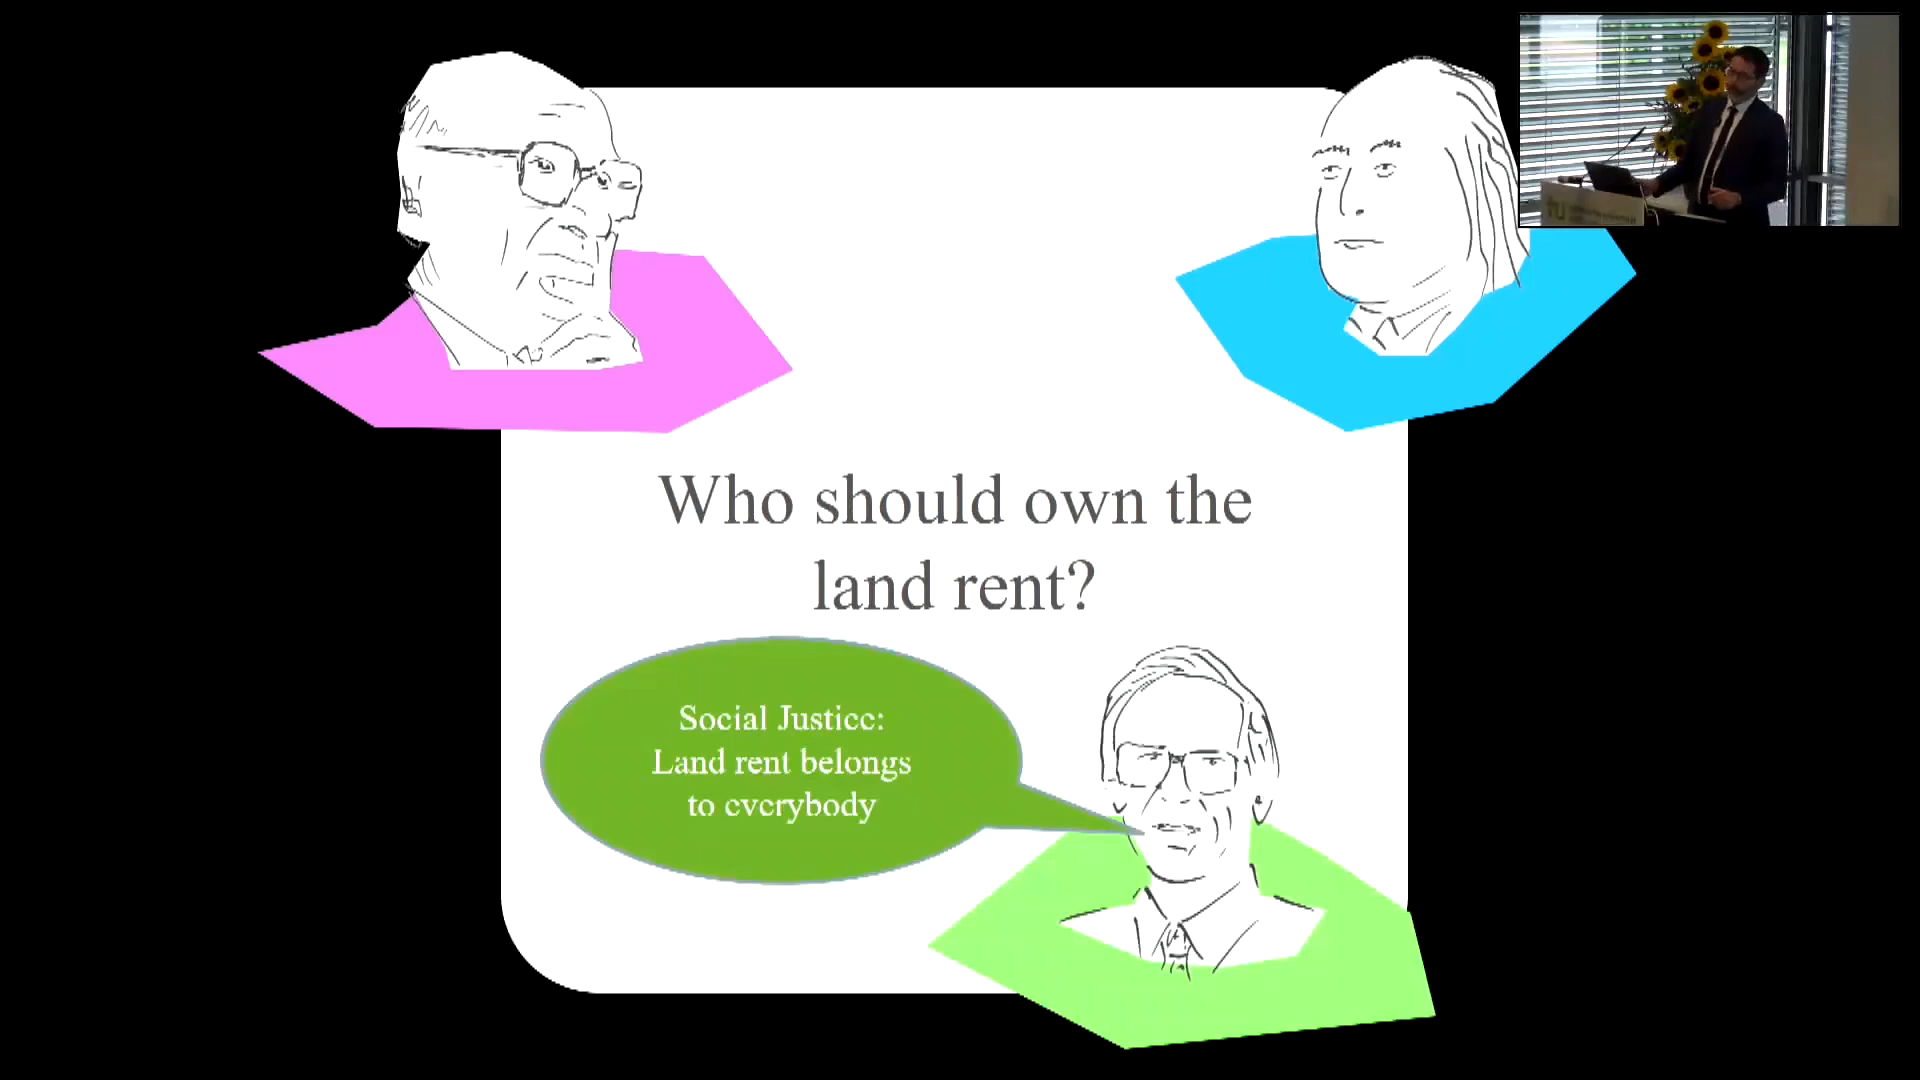 Who should own the
land rent?
Social Justice:
Land rent belongs
to everybody